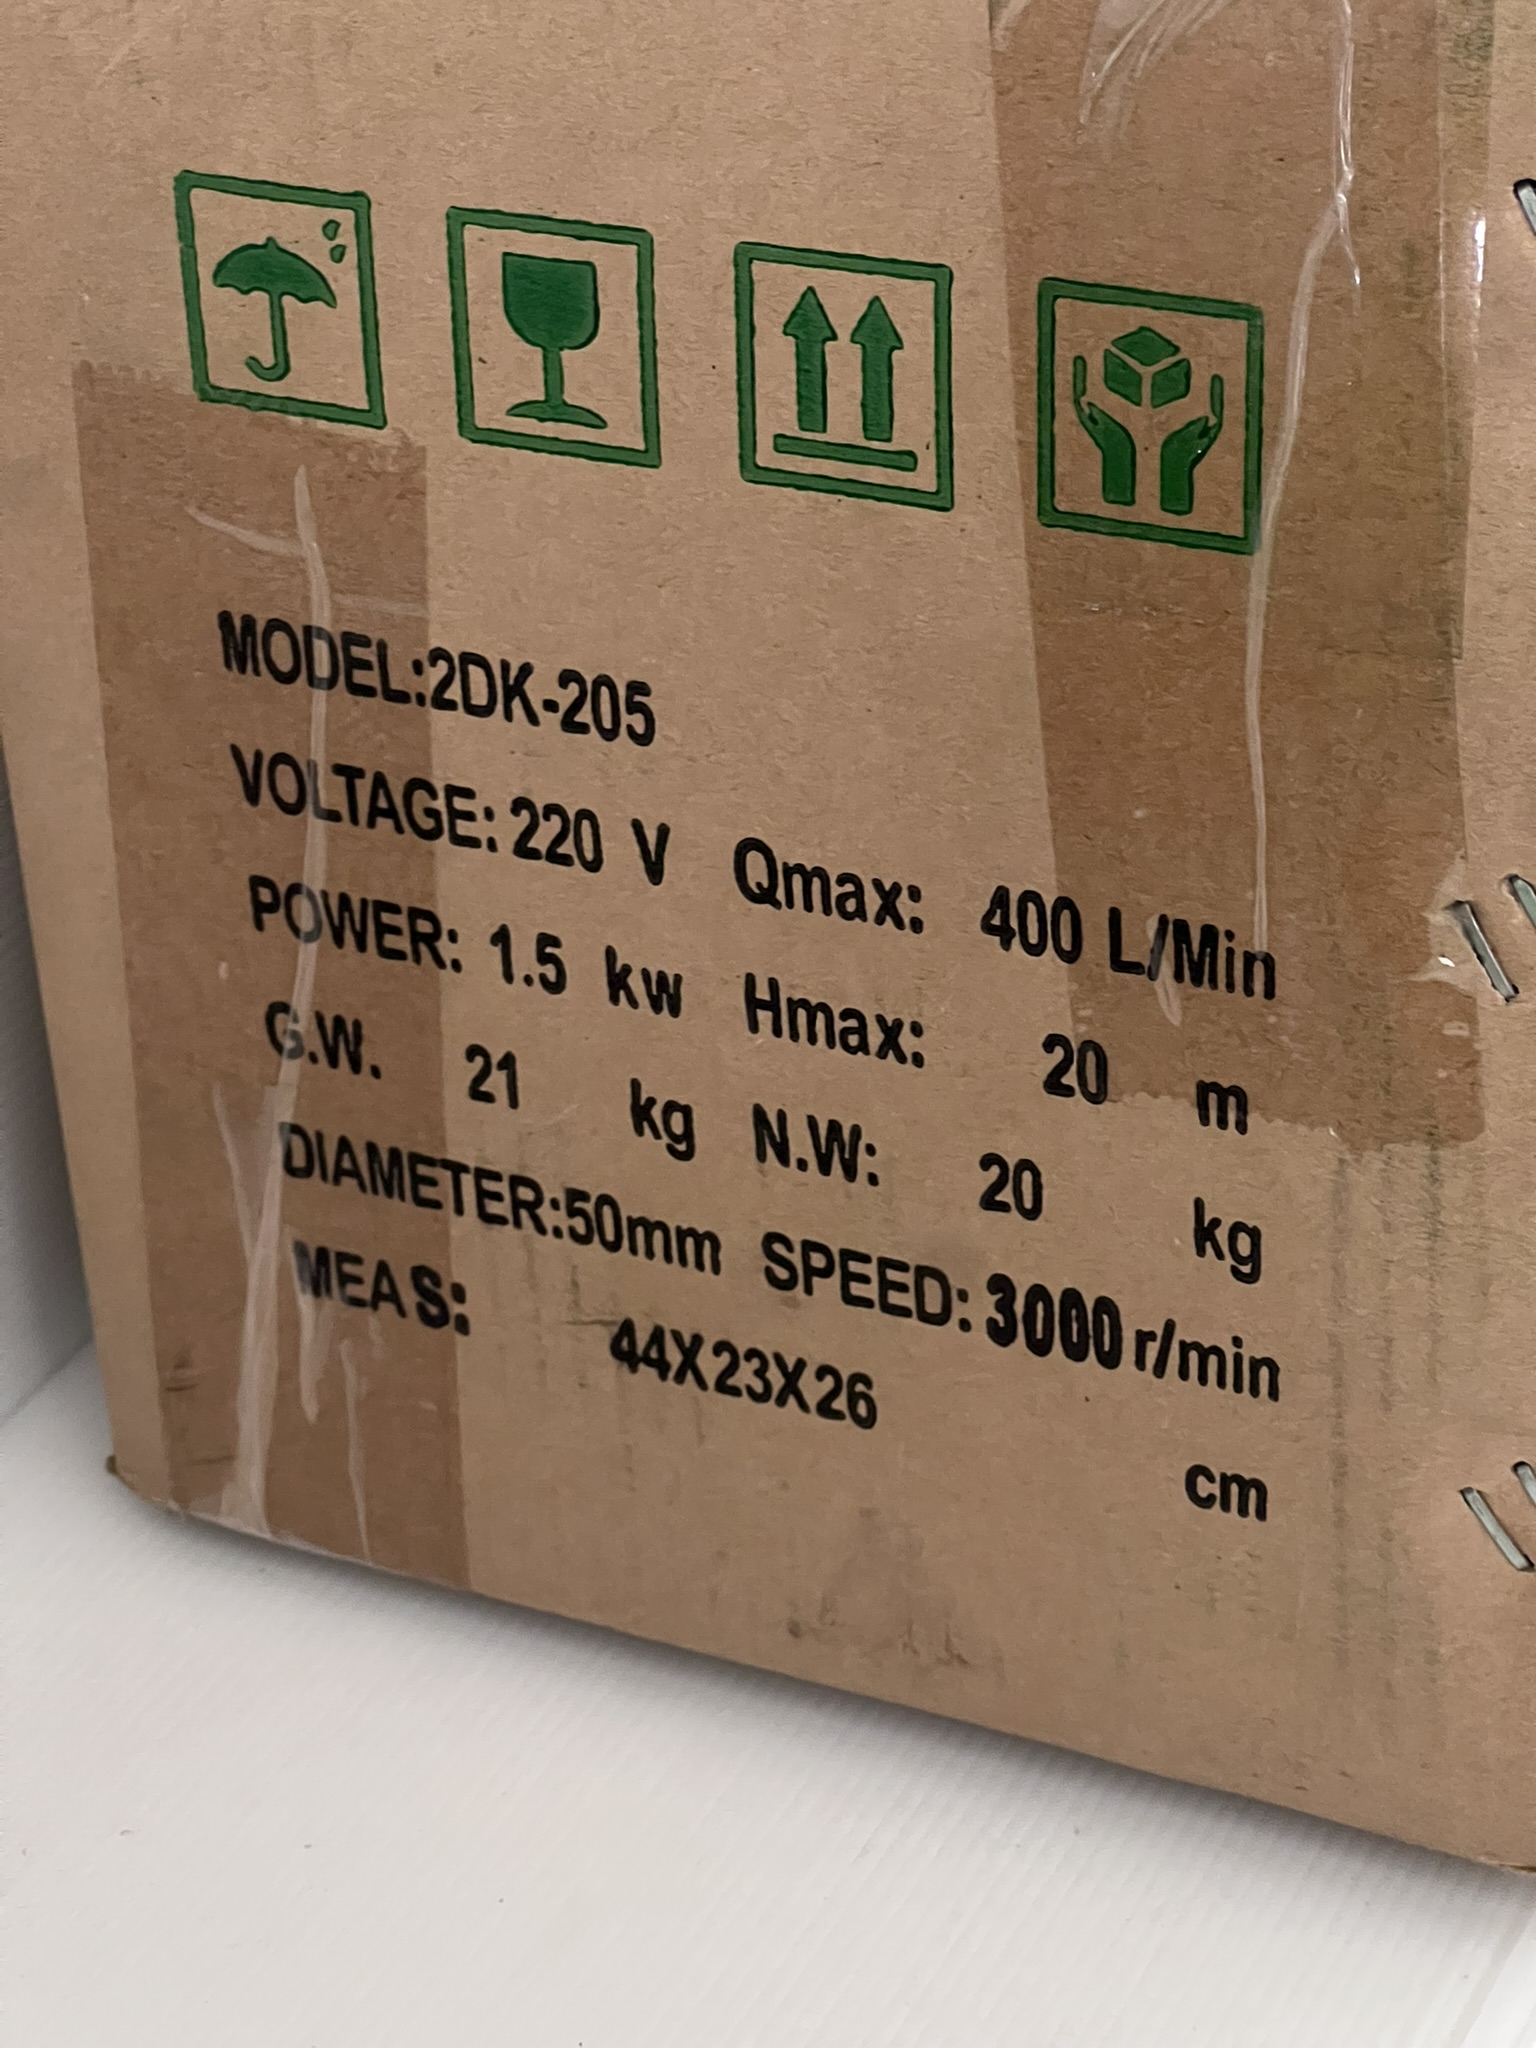 MODEL:2DK-205
VOLTAGE: 220 V Qmax: 400 L/Min
POWER: 1.5 kw Hmax: 20 m
G.W. 21 kg N.W: 20 kg
DIAMETER:50mm SPEED: 3000 r/min
MEAS: 44X23X26 cm